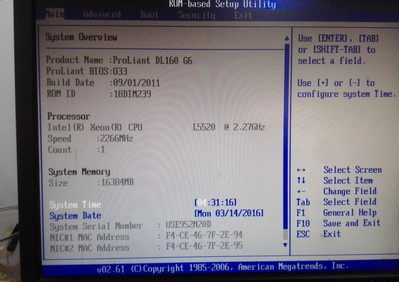 ROM-based Setup Utility
Main Advanced Boot Security Exit
System Overview
Product Name :ProLiant DL160 G6
ProLiant BIOS:O33
Build Date :09/01/2011
ROM ID :18DIM239
Processor
Intel(R) Xeon(R) CPU E5520 @ 2.27GHz
Speed :2266MHz
Count :1
System Memory
Size :16384MB
System Time [04:31:16]
System Date [Mon 03/14/2016]
System Serial Number : USE952N20D
NIC#1 MAC Address : F4-CE-46-7F-2E-94
NIC#2 MAC Address : F4-CE-46-7F-2E-95
Use [ENTER], [TAB]
or [SHIFT-TAB] to
select a field.
Use [+] or [-] to
configure system Time.
↔ Select Screen
↑↓ Select Item
+- Change Field
Tab Select Field
F1 General Help
F10 Save and Exit
ESC Exit
v02.61 (C)Copyright 1985-2006, American Megatrends, Inc.